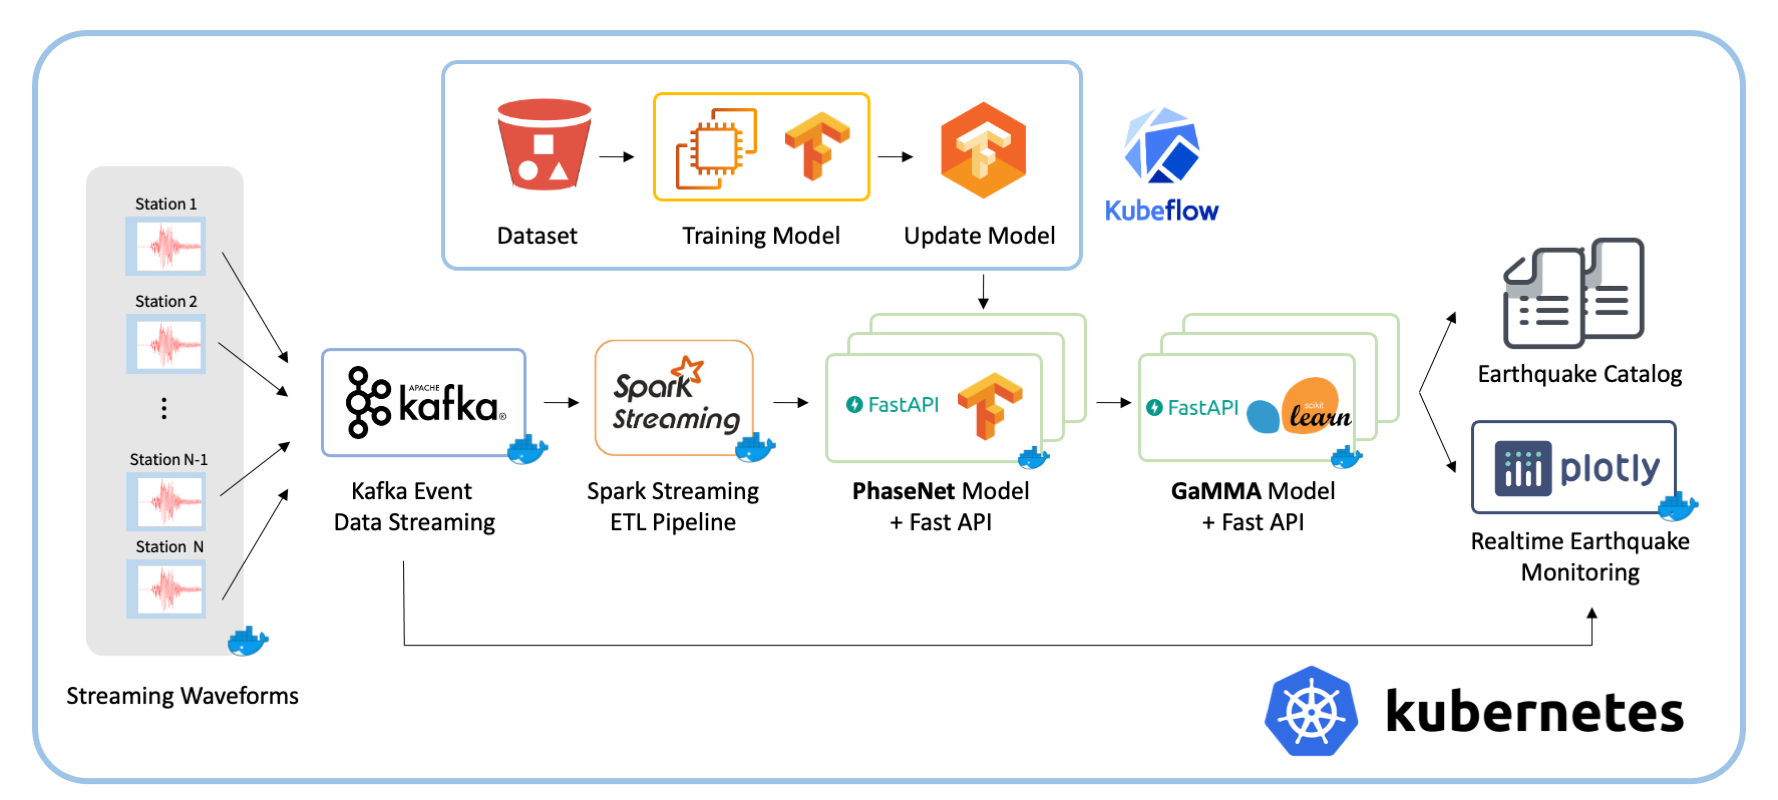 Dataset
Training Model
Update Model
Kubeflow
Station 1
Station 2
Station N-1
Station N
Streaming Waveforms
APACHE
kafka®
Kafka Event
Data Streaming
Spark
Streaming
Spark Streaming
ETL Pipeline
FastAPI
PhaseNet Model
+ Fast API
FastAPI
scikit
learn
GaMMA Model
+ Fast API
Earthquake Catalog
plotly
Realtime Earthquake
Monitoring
kubernetes